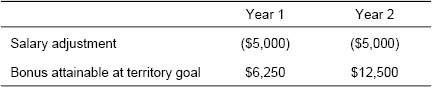 Year 1 Year 2
Salary adjustment ($5,000) ($5,000)
Bonus attainable at territory goal $6,250 $12,500